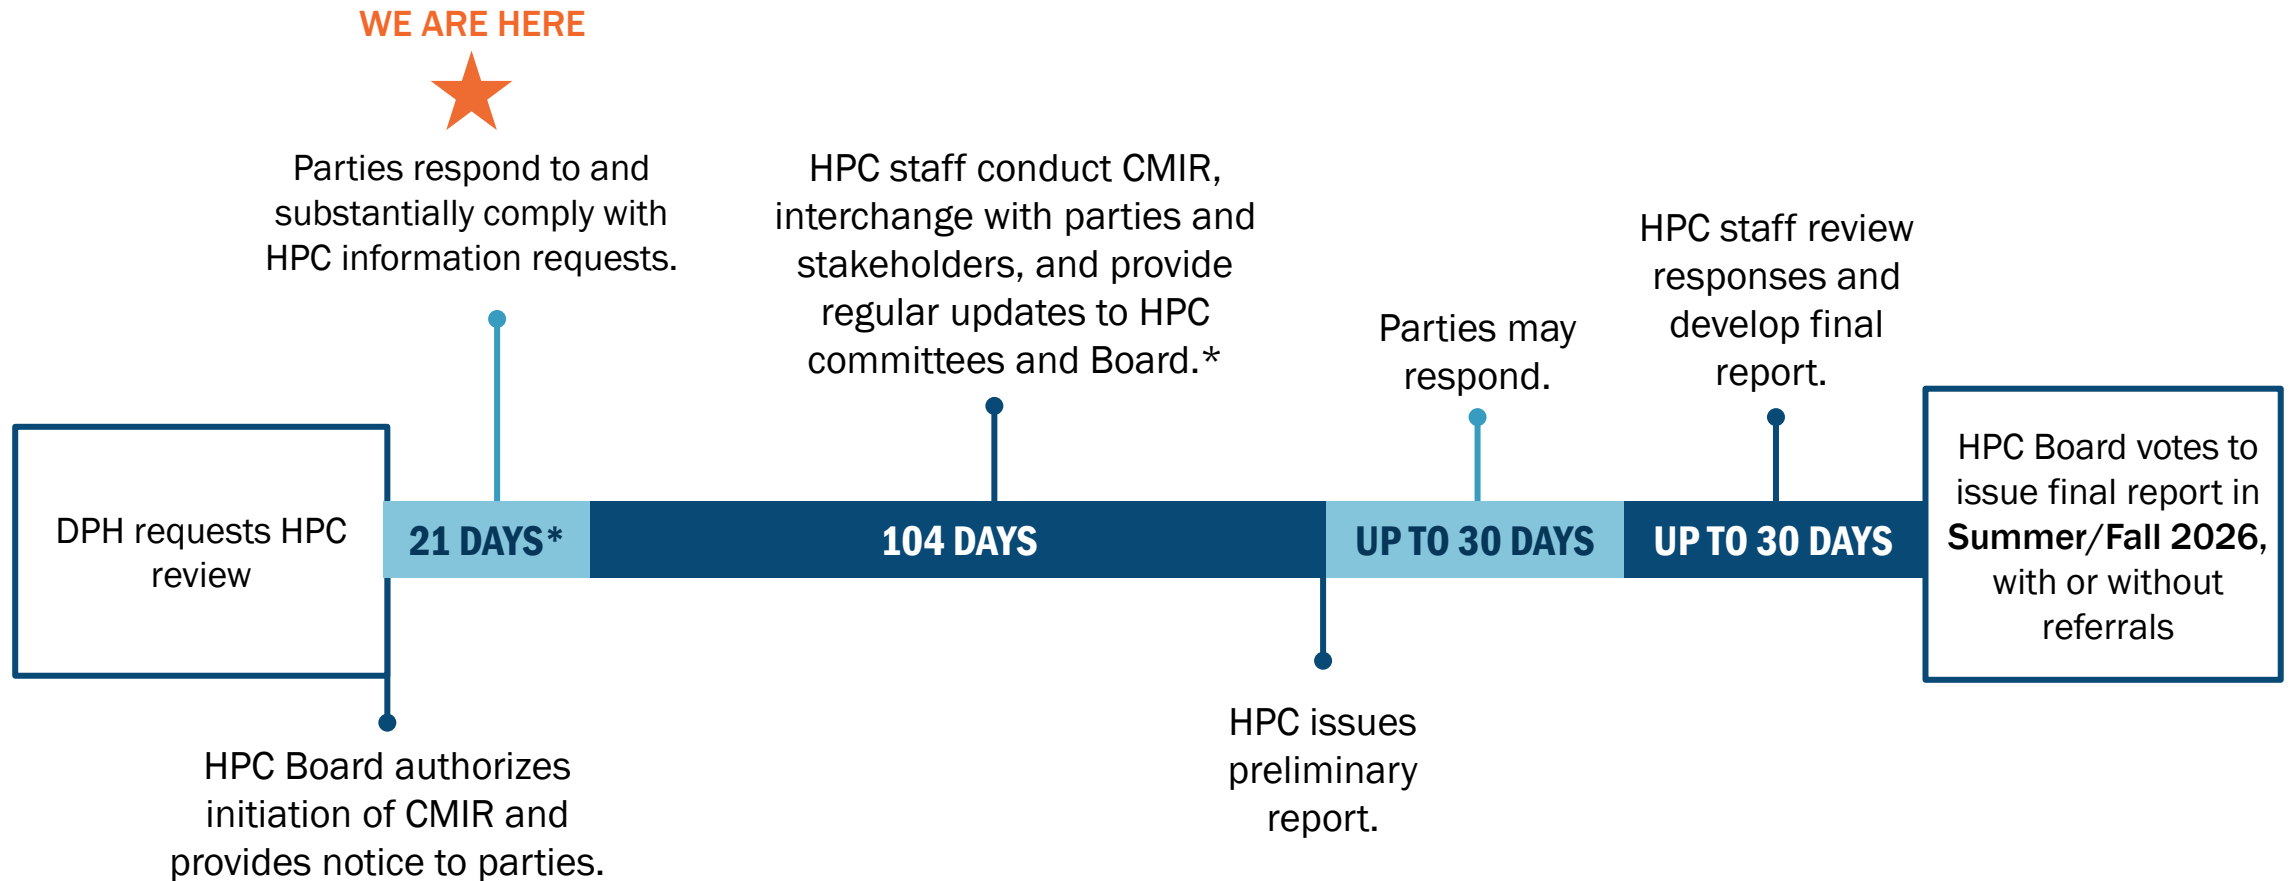 WE ARE HERE
Parties respond to and
substantially comply with
HPC information requests.
HPC staff conduct CMIR,
interchange with parties and
stakeholders, and provide
regular updates to HPC
committees and Board.*
Parties may
respond.
HPC staff review
responses and
develop final
report.
DPH requests HPC
review
21 DAYS*
104 DAYS
UP TO 30 DAYS
UP TO 30 DAYS
HPC Board votes to
issue final report in
Summer/Fall 2026,
with or without
referrals
HPC Board authorizes
initiation of CMIR and
provides notice to parties.
HPC issues
preliminary
report.